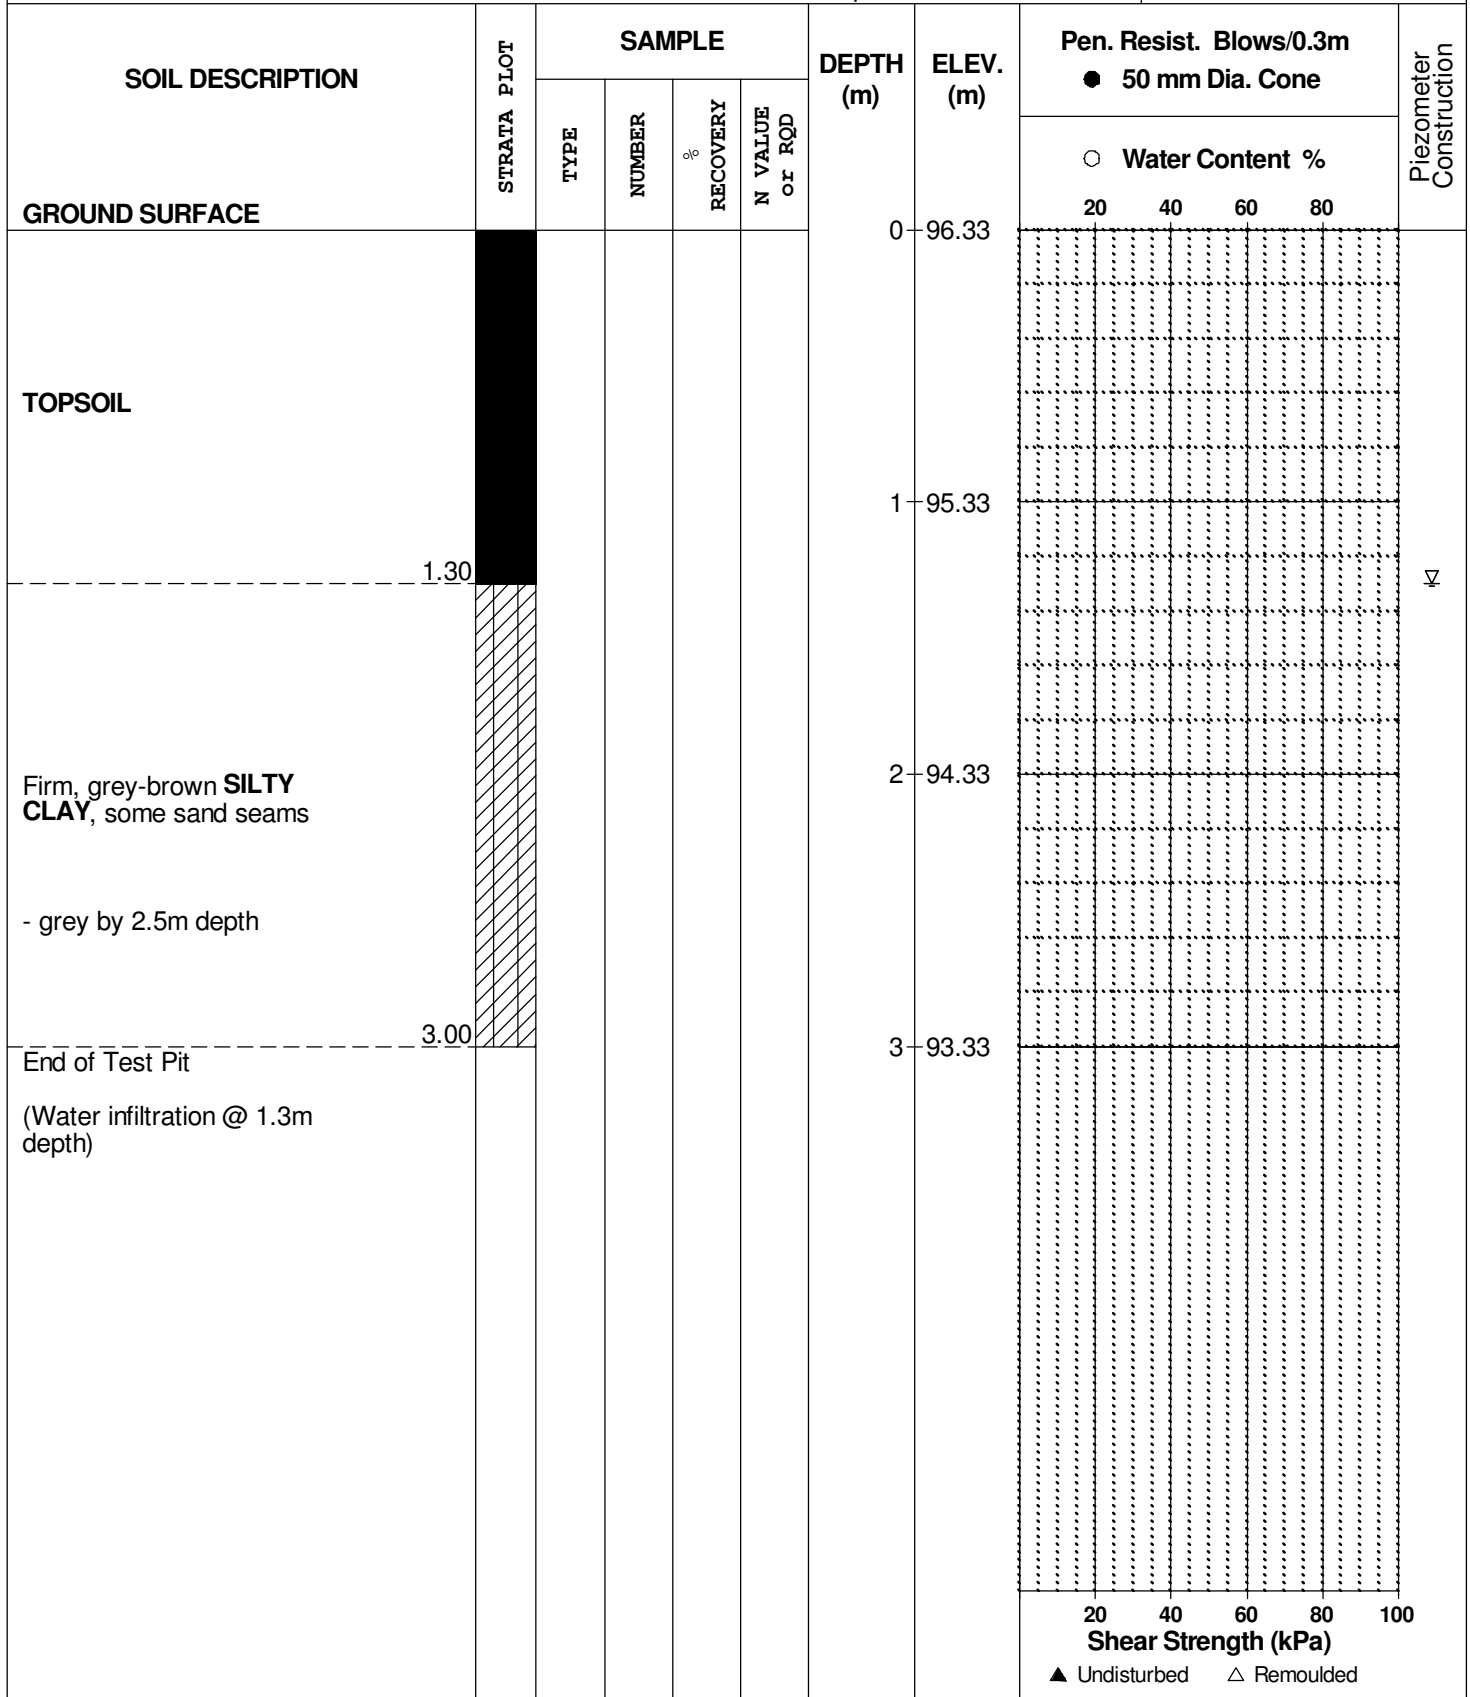 SOIL DESCRIPTION
GROUND SURFACE
STRATA PLOT
SAMPLE
TYPE
NUMBER
%
RECOVERY
N VALUE
or RQD
DEPTH
(m)
ELEV.
(m)
Pen. Resist. Blows/0.3m
● 50 mm Dia. Cone
○ Water Content %
20 40 60 80
Piezometer
Construction
0 96.33
TOPSOIL
1 95.33
1.30
2 94.33
Firm, grey-brown SILTY
CLAY, some sand seams
- grey by 2.5m depth
3.00
3 93.33
End of Test Pit
(Water infiltration @ 1.3m
depth)
20 40 60 80 100
Shear Strength (kPa)
▲ Undisturbed △ Remoulded